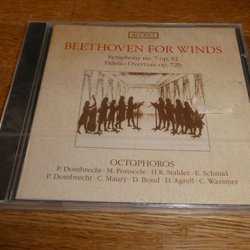 ACCENT
BEETHOVEN FOR WINDS
Symphony no. 7 op. 92
Fidelio Overture op. 72b
OCTOPHOROS
P. Dombrecht · M. Ponseele · H.R. Stalder · E. Schmid
P. Dombrecht · C. Maury · D. Bond · D. Agrell · C. Wassmer